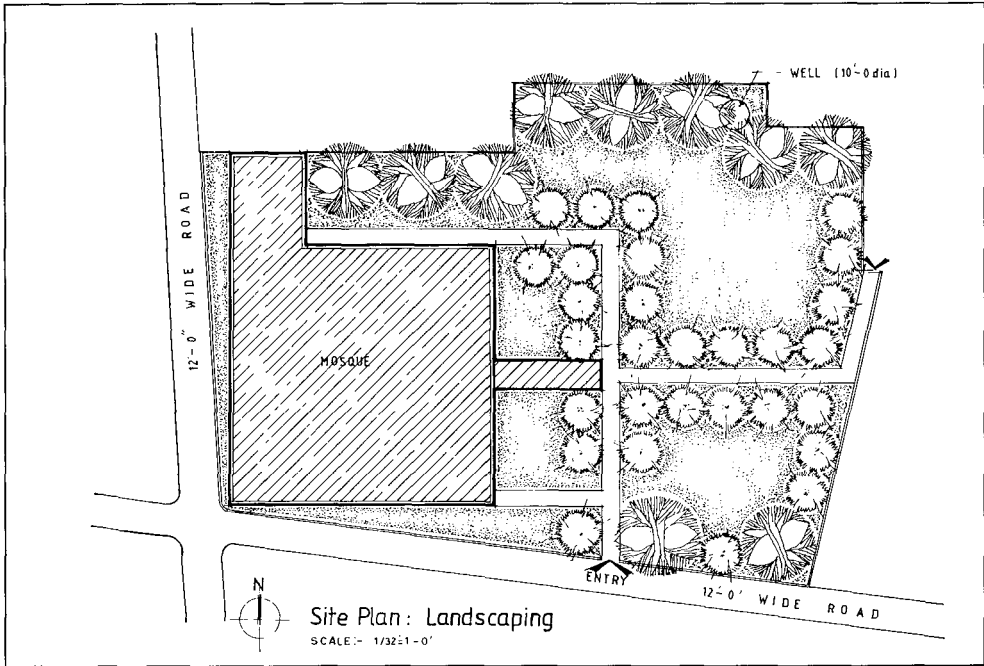 - WELL (10'-0 dia)
12'-0" WIDE ROAD
MOSQUE
ENTRY
12'-0' WIDE ROAD
N
Site Plan: Landscaping
SCALE:- 1/32=1-0'